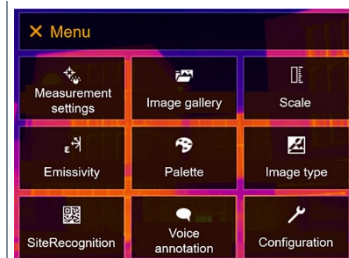 Menu
Measurement
settings
Image gallery
Scale
Emissivity
Palette
Image type
SiteRecognition
Voice
annotation
Configuration